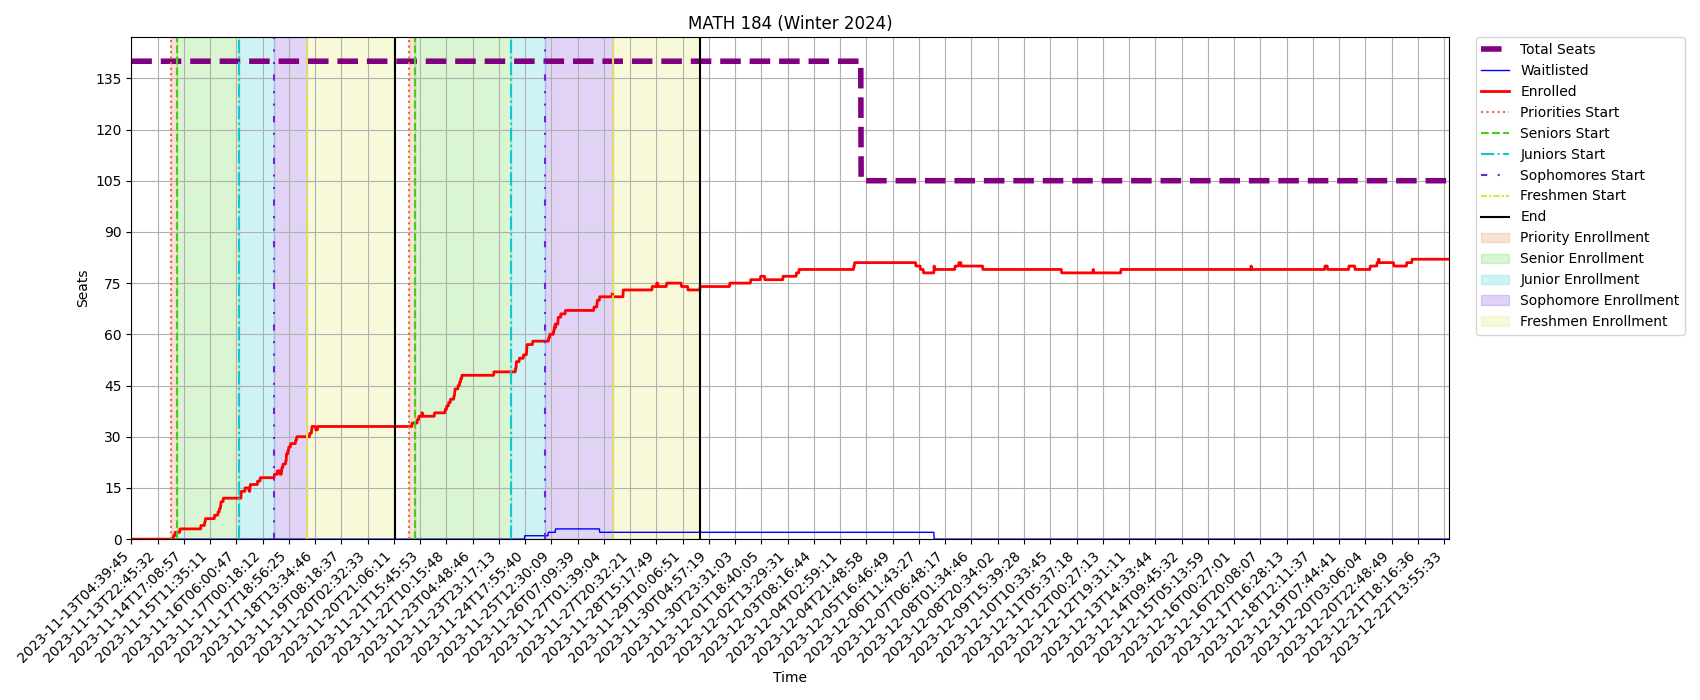 MATH 184 (Winter 2024)
Total Seats
Waitlisted
Enrolled
Priorities Start
Seniors Start
Juniors Start
Sophomores Start
Freshmen Start
End
Priority Enrollment
Senior Enrollment
Junior Enrollment
Sophomore Enrollment
Freshmen Enrollment
Seats
135
120
105
90
75
60
45
30
15
0
2023-11-13T04:39:45
2023-11-13T22:45:32
2023-11-14T17:08:57
2023-11-15T11:35:11
2023-11-16T06:00:47
2023-11-17T00:18:12
2023-11-17T18:56:23
2023-11-18T13:34:46
2023-11-19T08:18:37
2023-11-20T02:32:33
2023-11-20T21:06:11
2023-11-21T15:45:53
2023-11-22T10:15:48
2023-11-23T04:48:46
2023-11-23T23:17:13
2023-11-24T17:55:40
2023-11-25T12:30:09
2023-11-26T07:09:39
2023-11-27T01:39:04
2023-11-27T20:32:21
2023-11-28T15:17:49
2023-11-29T10:06:51
2023-11-30T04:57:19
2023-11-30T23:31:03
2023-12-01T18:40:05
2023-12-02T13:29:31
2023-12-03T08:16:44
2023-12-04T02:59:11
2023-12-04T21:48:58
2023-12-05T16:46:49
2023-12-06T11:43:27
2023-12-07T06:48:17
2023-12-08T01:34:46
2023-12-08T20:34:02
2023-12-09T15:39:28
2023-12-10T10:33:45
2023-12-11T05:37:18
2023-12-12T00:27:13
2023-12-12T19:31:11
2023-12-13T14:33:44
2023-12-14T09:45:32
2023-12-15T05:13:59
2023-12-16T00:27:01
2023-12-16T20:08:07
2023-12-17T16:28:13
2023-12-18T12:11:37
2023-12-19T07:44:41
2023-12-20T03:06:04
2023-12-20T22:48:49
2023-12-21T18:16:36
2023-12-22T13:55:33
Time